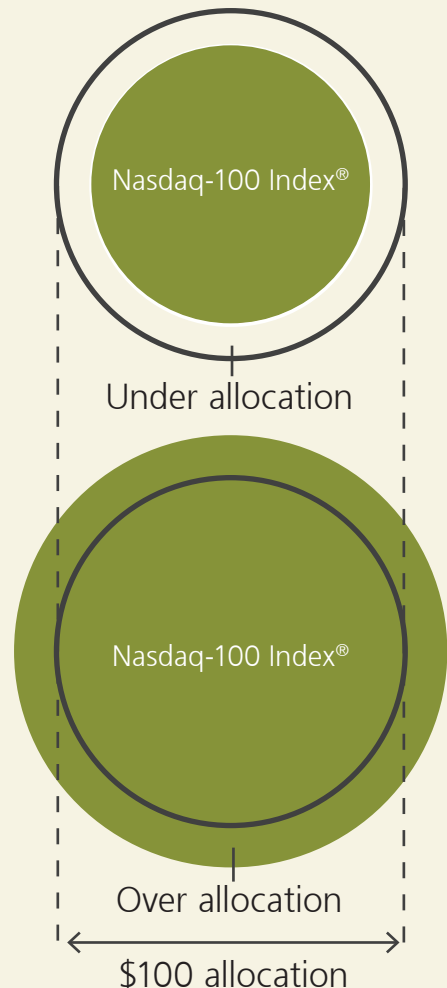 Nasdaq-100 Index®
Under allocation
Nasdaq-100 Index®
Over allocation
$100 allocation